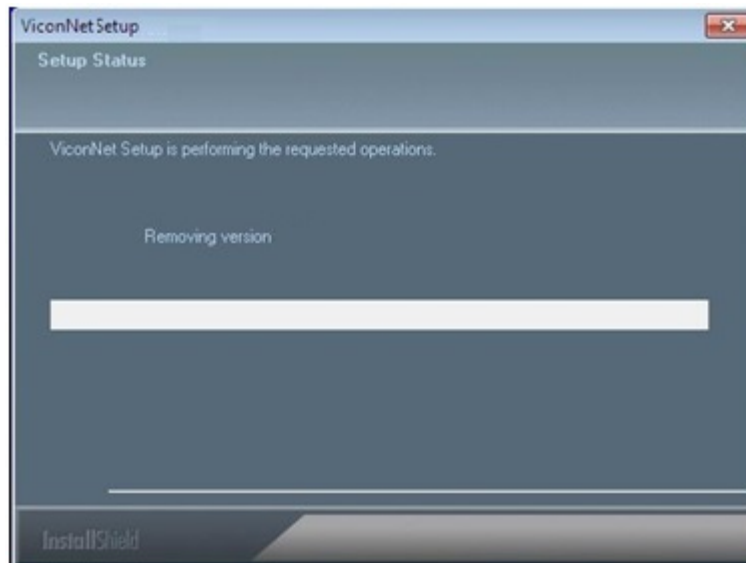 ViconNet Setup
Setup Status
ViconNet Setup is performing the requested operations.
Removing version
InstallShield